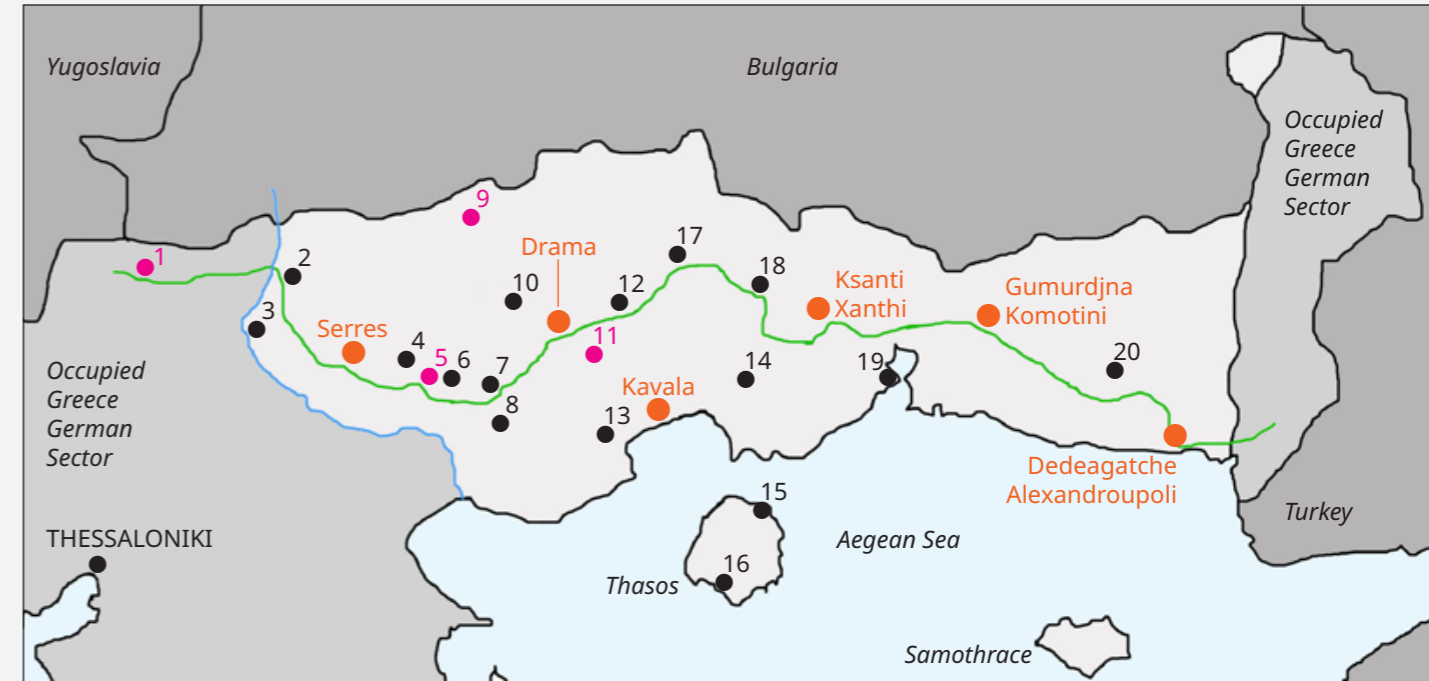 Yugoslavia
Bulgaria
Occupied
Greece
German
Sector
9
Drama
17
1
2
10
12
18
Ksanti
Xanthi
Gumurdjna
Komotini
3
Serres
4
5
6
7
11
14
19
20
Occupied
Greece
German
Sector
Kavala
8
13
Dedeagatche
Alexandroupoli
15
Turkey
THESSALONIKI
Aegean Sea
16
Thasos
Samothrace